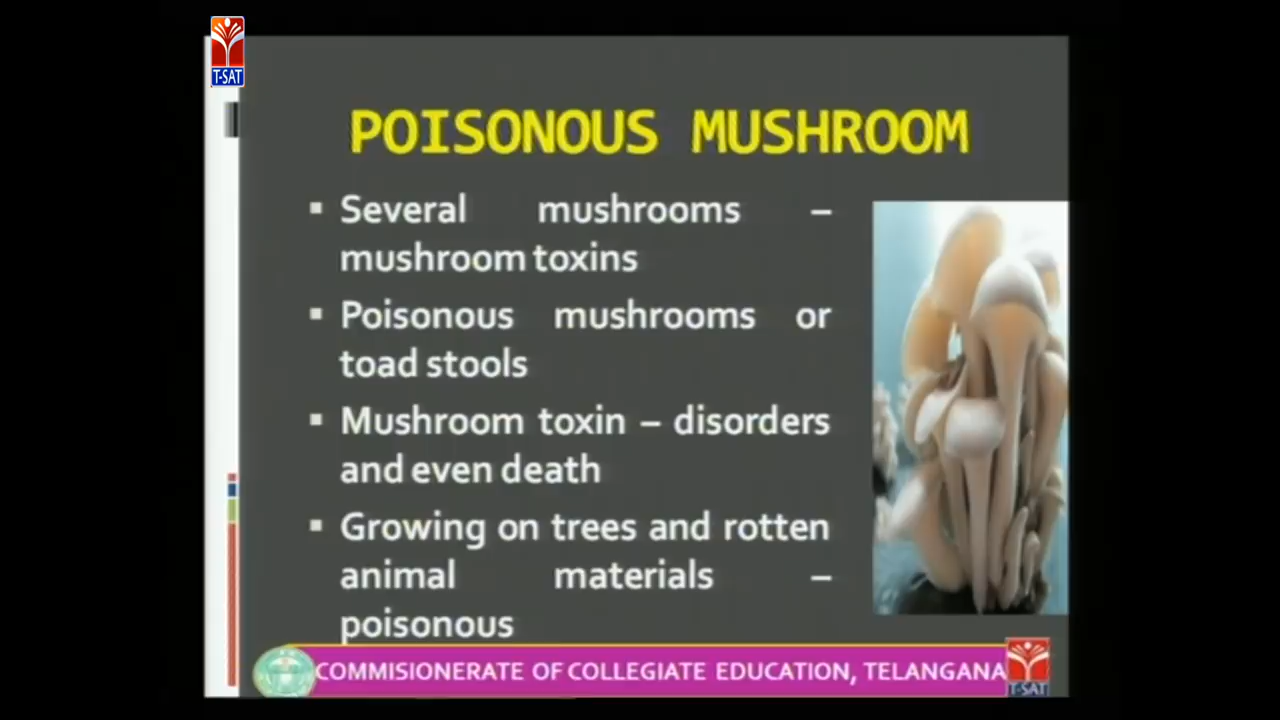 T-SAT
POISONOUS MUSHROOM
Several mushrooms –
mushroom toxins
Poisonous mushrooms or
toad stools
Mushroom toxin – disorders
and even death
Growing on trees and rotten
animal materials –
poisonous
COMMISIONERATE OF COLLEGIATE EDUCATION, TELANGANA
T-SAT